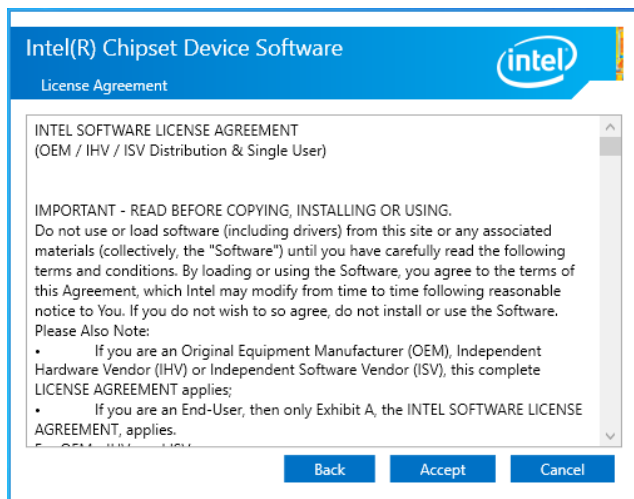 Intel(R) Chipset Device Software
intel
License Agreement
INTEL SOFTWARE LICENSE AGREEMENT
(OEM / IHV / ISV Distribution & Single User)
IMPORTANT - READ BEFORE COPYING, INSTALLING OR USING.
Do not use or load software (including drivers) from this site or any associated
materials (collectively, the "Software") until you have carefully read the following
terms and conditions. By loading or using the Software, you agree to the terms of
this Agreement, which Intel may modify from time to time following reasonable
notice to You. If you do not wish to so agree, do not install or use the Software.
Please Also Note:
• If you are an Original Equipment Manufacturer (OEM), Independent
Hardware Vendor (IHV) or Independent Software Vendor (ISV), this complete
LICENSE AGREEMENT applies;
• If you are an End-User, then only Exhibit A, the INTEL SOFTWARE LICENSE
AGREEMENT, applies.
Back
Accept
Cancel